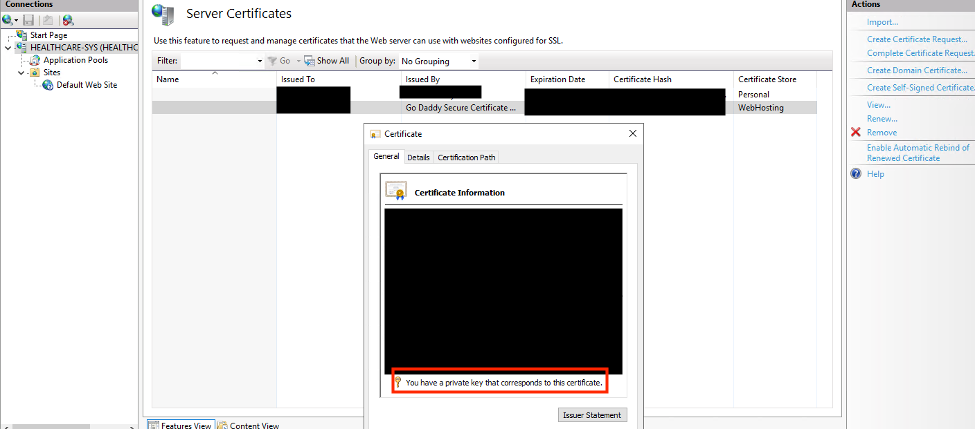 Connections
Start Page
HEALTHCARE-SYS (HEALTHC
Application Pools
Sites
Default Web Site
Server Certificates
Use this feature to request and manage certificates that the Web server can use with websites configured for SSL.
Filter:
Go
Show All
Group by:
No Grouping
Name
Issued To
Issued By
Expiration Date
Certificate Hash
Certificate Store
Personal
Go Daddy Secure Certificate ...
WebHosting
Certificate
General
Details
Certification Path
Certificate Information
You have a private key that corresponds to this certificate.
Issuer Statement
Features View
Content View
Actions
Import...
Create Certificate Request...
Complete Certificate Request.
Create Domain Certificate...
Create Self-Signed Certificate.
View...
Renew...
Remove
Enable Automatic Rebind of
Renewed Certificate
Help